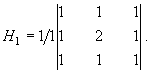 H₁ = 1/1 |1 1 1|
|1 2 1|
|1 1 1| .